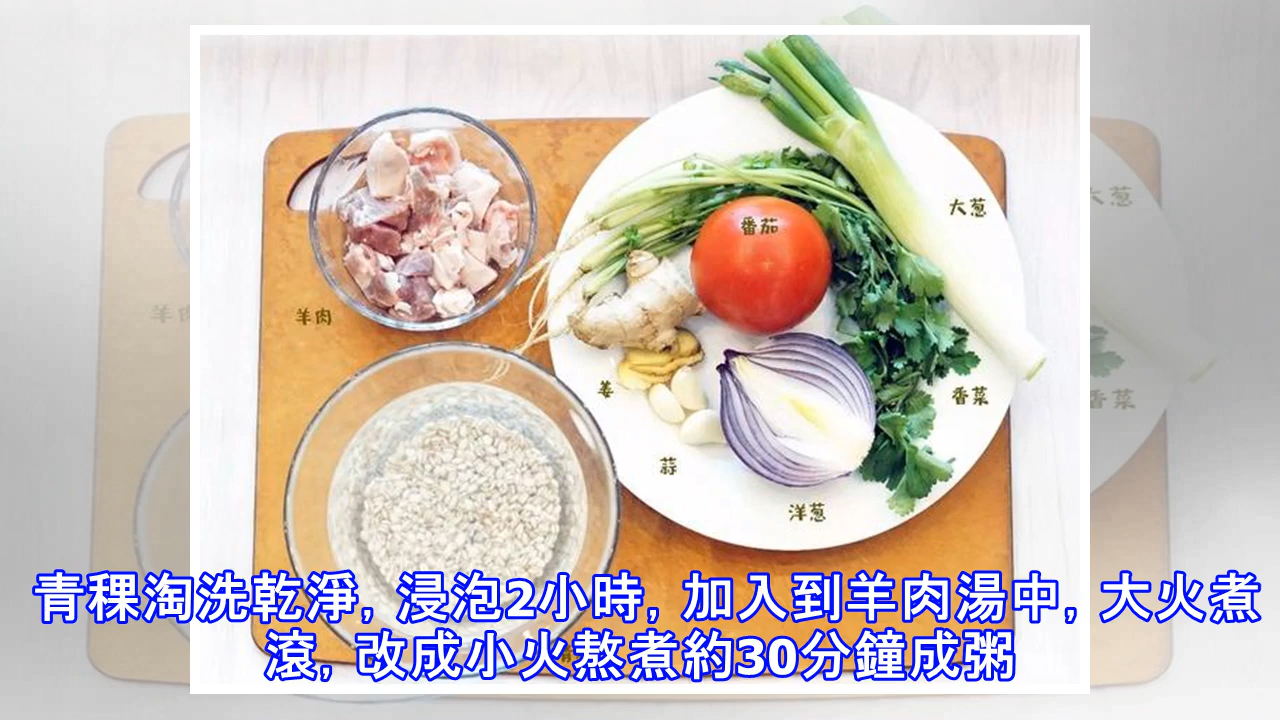 大葱
番茄
羊肉
姜
香菜
蒜
洋葱
青稞淘洗乾淨, 浸泡2小時, 加入到羊肉湯中, 大火煮
滾, 改成小火熬煮約30分鐘成粥